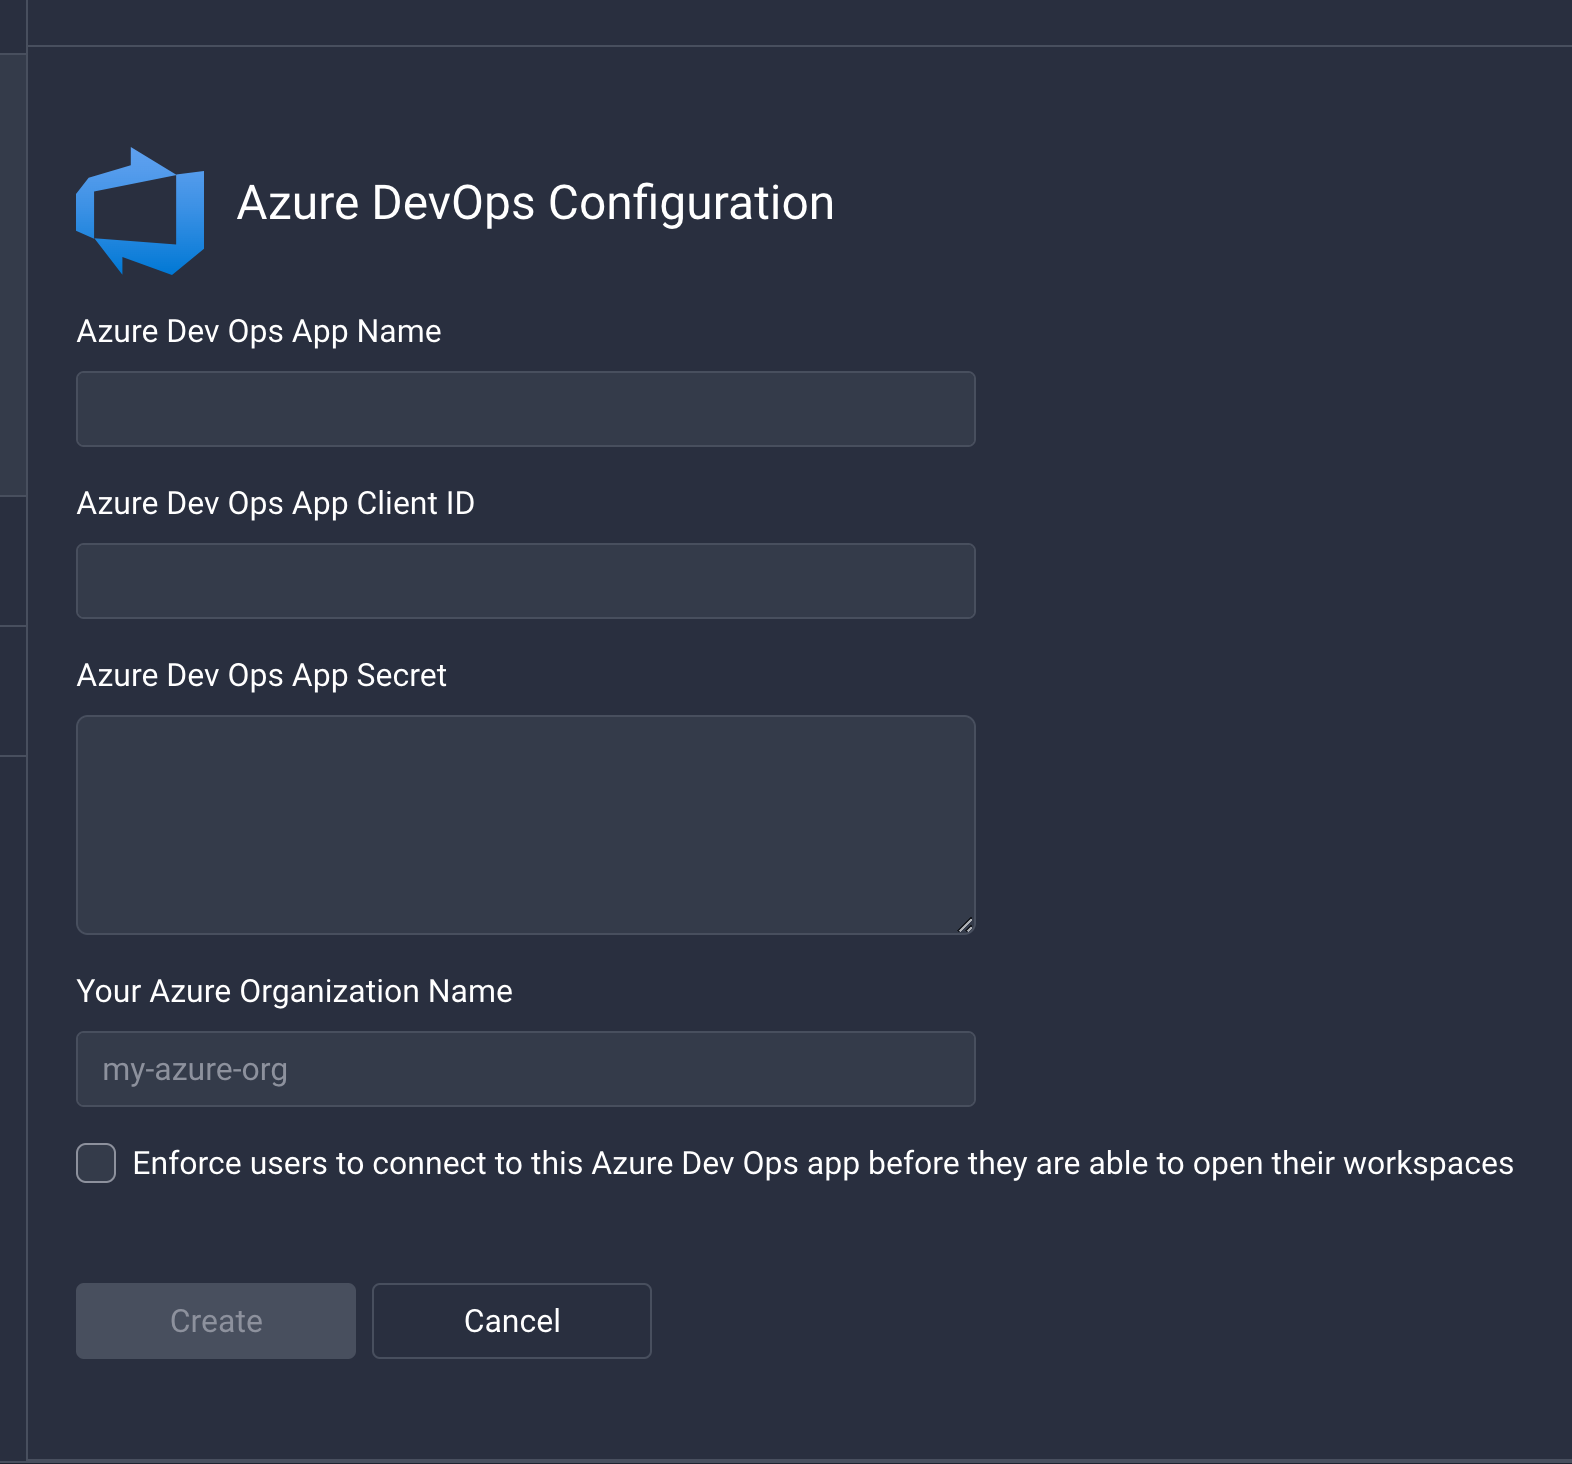 Azure DevOps Configuration
Azure Dev Ops App Name
Azure Dev Ops App Client ID
Azure Dev Ops App Secret
Your Azure Organization Name
my-azure-org
Enforce users to connect to this Azure Dev Ops app before they are able to open their workspaces
Create
Cancel